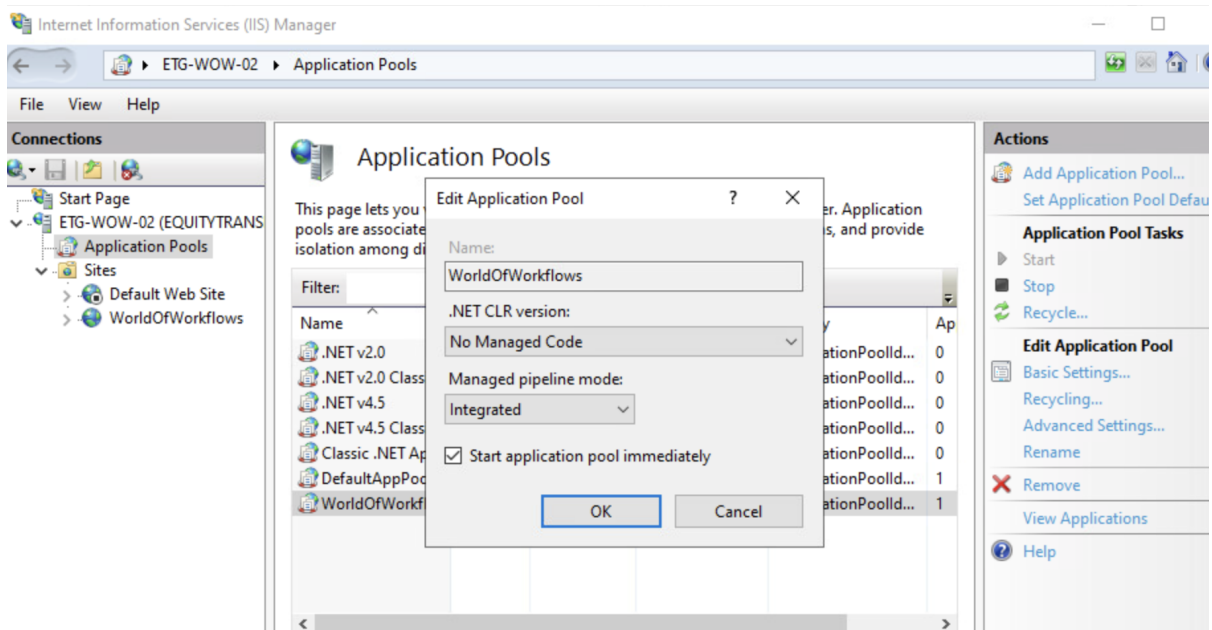 Internet Information Services (IIS) Manager
ETG-WOW-02 Application Pools
File View Help
Connections
Start Page
ETG-WOW-02 (EQUITYTRANS
Application Pools
Sites
Default Web Site
WorldOfWorkflows
Application Pools
This page lets you
er. Application
pools are associate
s, and provide
isolation among di
Filter:
Name
y
Ap
.NET v2.0
ationPoolId... 0
.NET v2.0 Class
ationPoolId... 0
.NET v4.5
ationPoolId... 0
.NET v4.5 Class
ationPoolId... 0
Classic .NET Ap
ationPoolId... 0
DefaultAppPoo
ationPoolId... 1
WorldOfWorkfl
ationPoolId... 1
Edit Application Pool ?
Name:
WorldOfWorkflows
.NET CLR version:
No Managed Code
Managed pipeline mode:
Integrated
Start application pool immediately
OK Cancel
Actions
Add Application Pool...
Set Application Pool Defau
Application Pool Tasks
Start
Stop
Recycle...
Edit Application Pool
Basic Settings...
Recycling...
Advanced Settings...
Rename
Remove
View Applications
Help